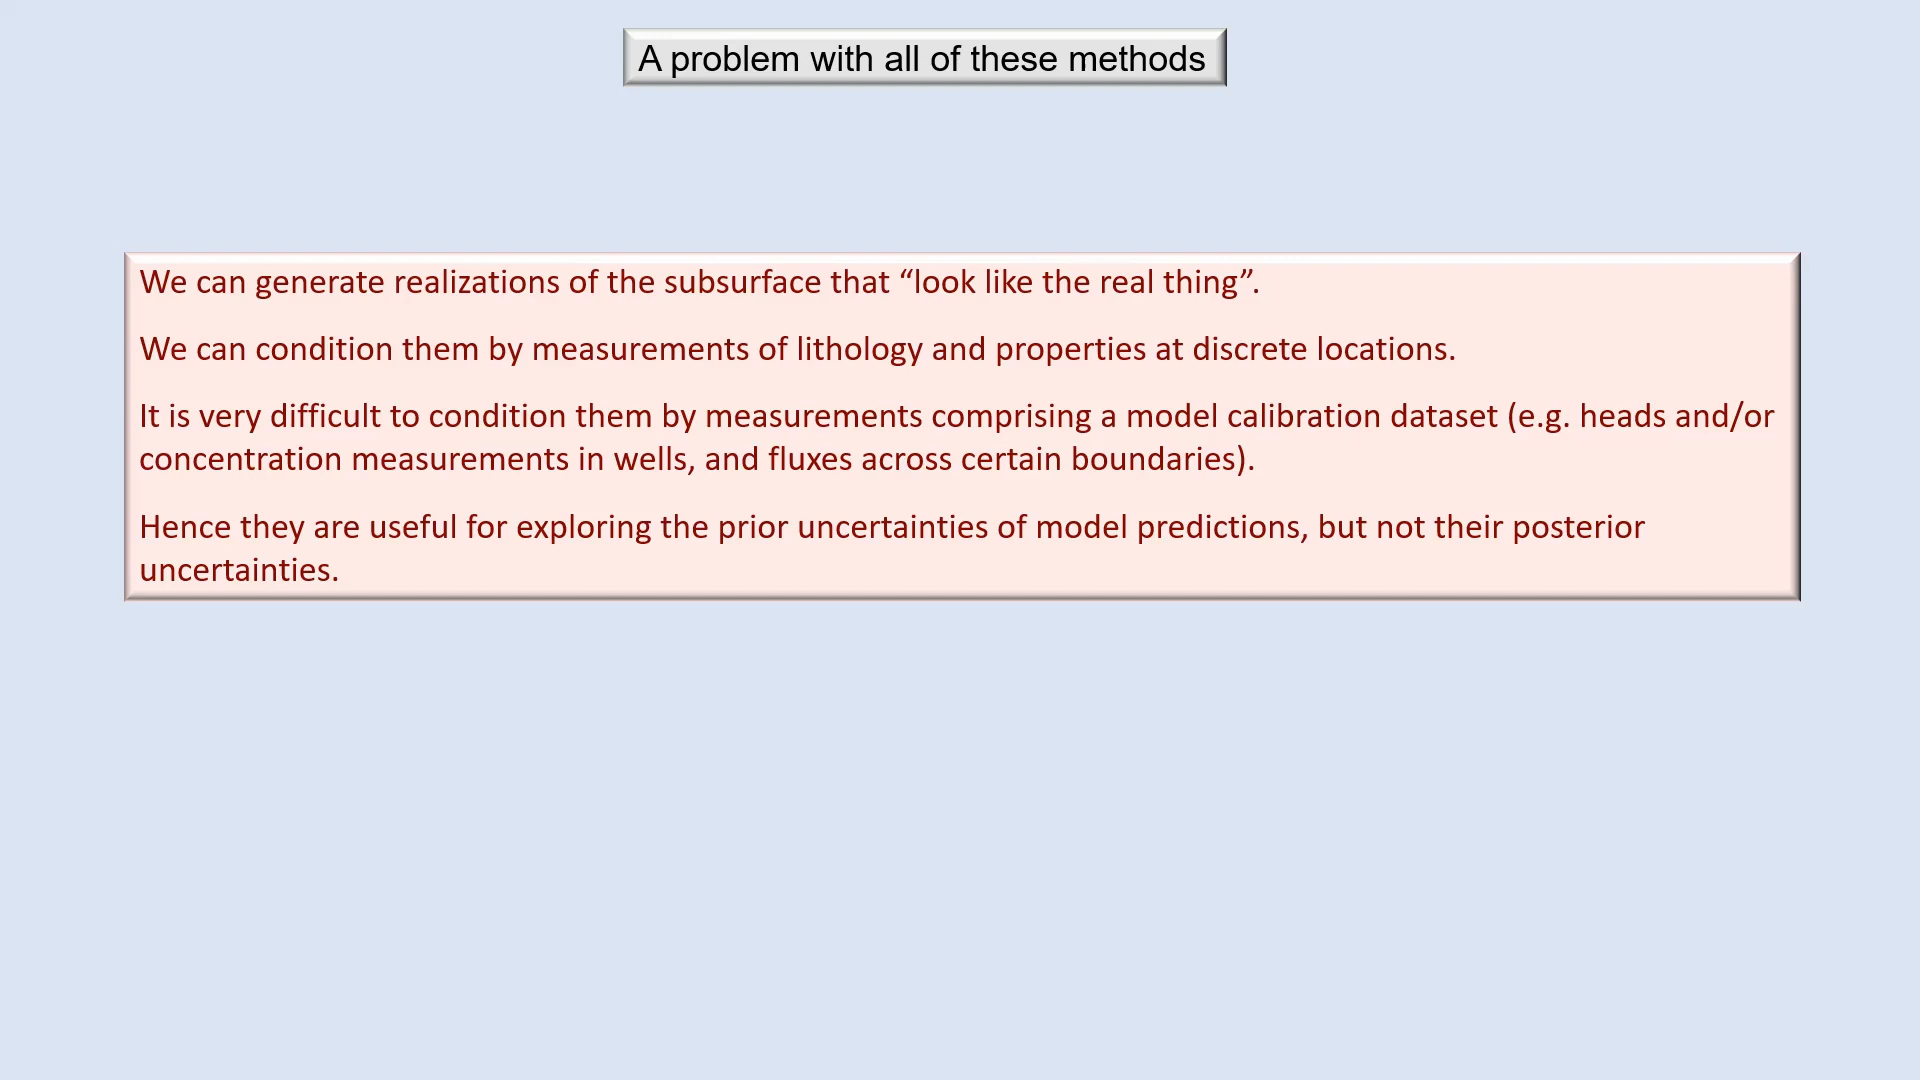 A problem with all of these methods
We can generate realizations of the subsurface that “look like the real thing”.
We can condition them by measurements of lithology and properties at discrete locations.
It is very difficult to condition them by measurements comprising a model calibration dataset (e.g. heads and/or
concentration measurements in wells, and fluxes across certain boundaries).
Hence they are useful for exploring the prior uncertainties of model predictions, but not their posterior
uncertainties.